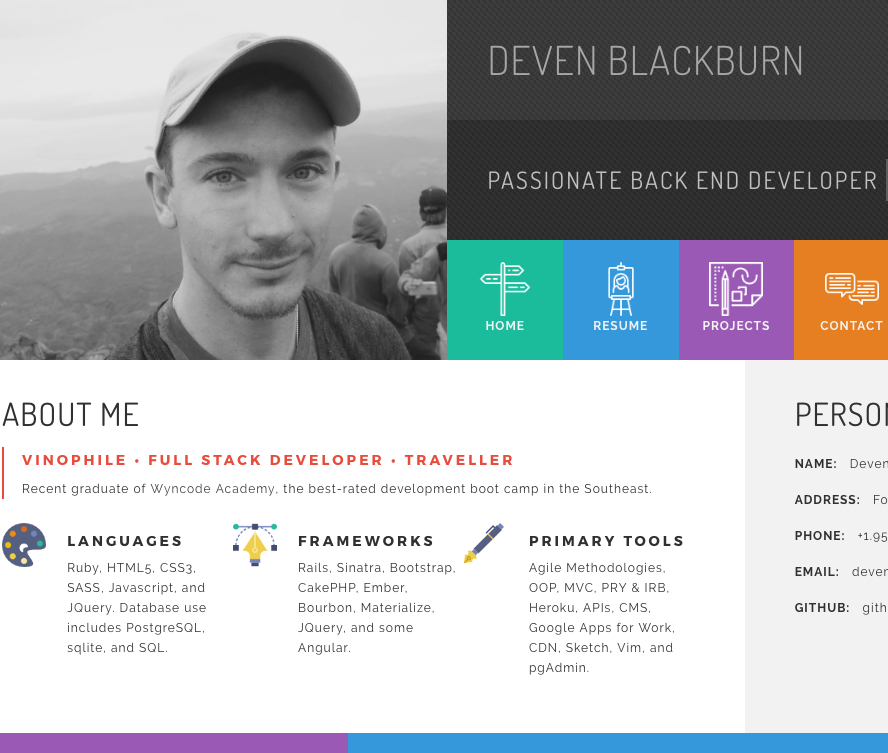 DEVEN BLACKBURN
PASSIONATE BACK END DEVELOPER
HOME
RESUME
PROJECTS
CONTACT
ABOUT ME
VINOPHILE • FULL STACK DEVELOPER • TRAVELLER
Recent graduate of Wyncode Academy, the best-rated development boot camp in the Southeast.
LANGUAGES
Ruby, HTML5, CSS3,
SASS, Javascript, and
JQuery. Database use
includes PostgreSQL,
sqlite, and SQL.
FRAMEWORKS
Rails, Sinatra, Bootstrap,
CakePHP, Ember,
Bourbon, Materialize,
JQuery, and some
Angular.
PRIMARY TOOLS
Agile Methodologies,
OOP, MVC, PRY & IRB,
Heroku, APIs, CMS,
Google Apps for Work,
CDN, Sketch, Vim, and
pgAdmin.
PERSON
NAME: Deven
ADDRESS: Fo
PHONE: +1.95
EMAIL: deven
GITHUB: gith